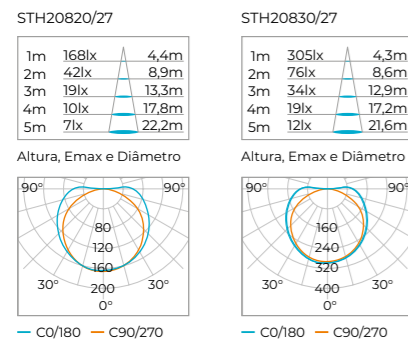 STH20820/27
1m 168lx 4,4m
2m 42lx 8,9m
3m 19lx 13,3m
4m 10lx 17,8m
5m 7lx 22,2m
Altura, Emax e Diâmetro
90° 90°
80
120
160
200
30° 30°
0°
C0/180 C90/270
STH20830/27
1m 305lx 4,3m
2m 76lx 8,6m
3m 34lx 12,9m
4m 19lx 17,2m
5m 12lx 21,6m
Altura, Emax e Diâmetro
90° 90°
160
240
320
400
30° 30°
0°
C0/180 C90/270